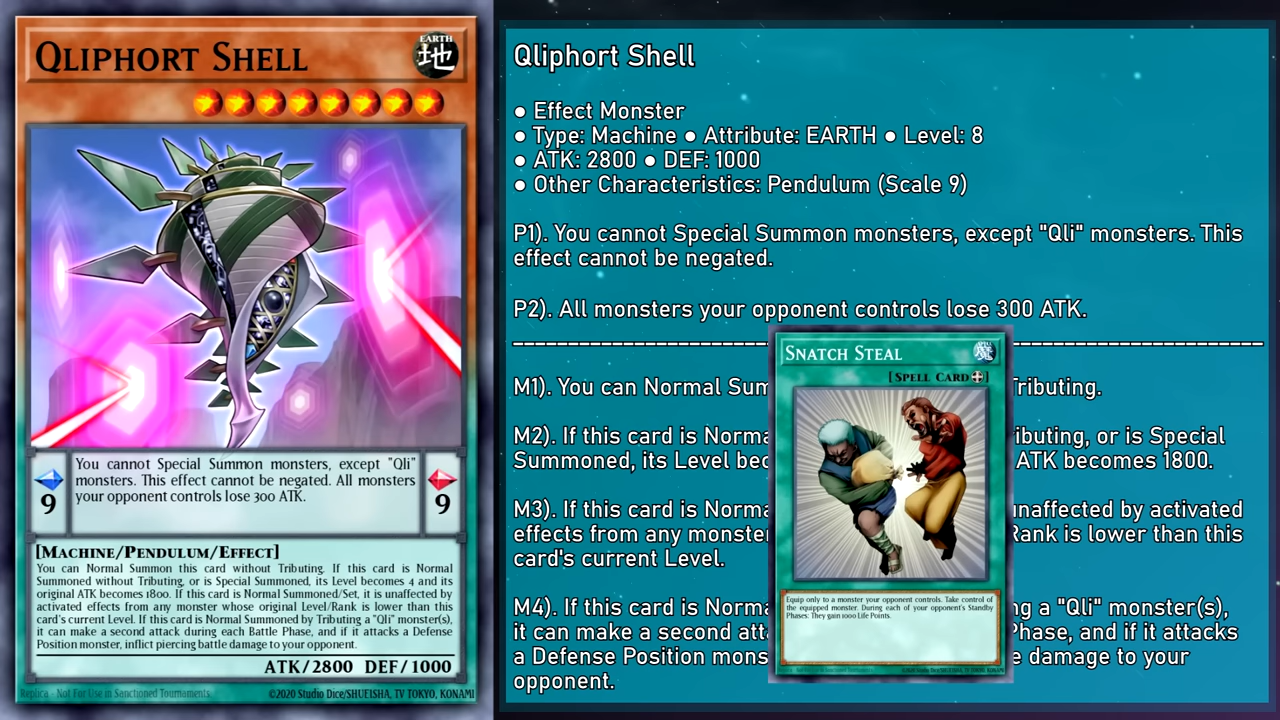 QLIPHORT SHELL
EARTH
地
You cannot Special Summon monsters, except "Qli"
monsters. This effect cannot be negated. All monsters
your opponent controls lose 300 ATK.
9
9
[MACHINE/PENDULUM/EFFECT]
You can Normal Summon this card without Tributing. If this card is Normal
Summoned without Tributing, or is Special Summoned, its Level becomes 4 and its
original ATK becomes 1800. If this card is Normal Summoned/Set, it is unaffected by
activated effects from any monster whose original Level/Rank is lower than this
card's current Level. If this card is Normal Summoned by Tributing a "Qli" monster(s),
it can make a second attack during each Battle Phase, and if it attacks a Defense
Position monster, inflict piercing battle damage to your opponent.
ATK/2800 DEF/1000
Replica - Not For Use in Sanctioned Tournaments.
©2020 Studio Dice/SHUEISHA, TV TOKYO, KONAMI
Qliphort Shell
● Effect Monster
● Type: Machine ● Attribute: EARTH ● Level: 8
● ATK: 2800 ● DEF: 1000
● Other Characteristics: Pendulum (Scale 9)
P1). You cannot Special Summon monsters, except "Qli" monsters. This
effect cannot be negated.
P2). All monsters your opponent controls lose 300 ATK.
M1). You can Normal Sum Tributing.
M2). If this card is Norma ibuting, or is Special
Summoned, its Level bec ATK becomes 1800.
M3). If this card is Norma unaffected by activated
effects from any monster Rank is lower than this
card's current Level.
M4). If this card is Norma ng a "Qli" monster(s),
it can make a second atta Phase, and if it attacks
a Defense Position mons e damage to your
opponent.
SNATCH STEAL
SPELL
[SPELL CARD]
Equip only to a monster your opponent controls. Take control of
the equipped monster. During each of your opponent's Standby
Phases: They gain 1000 Life Points.